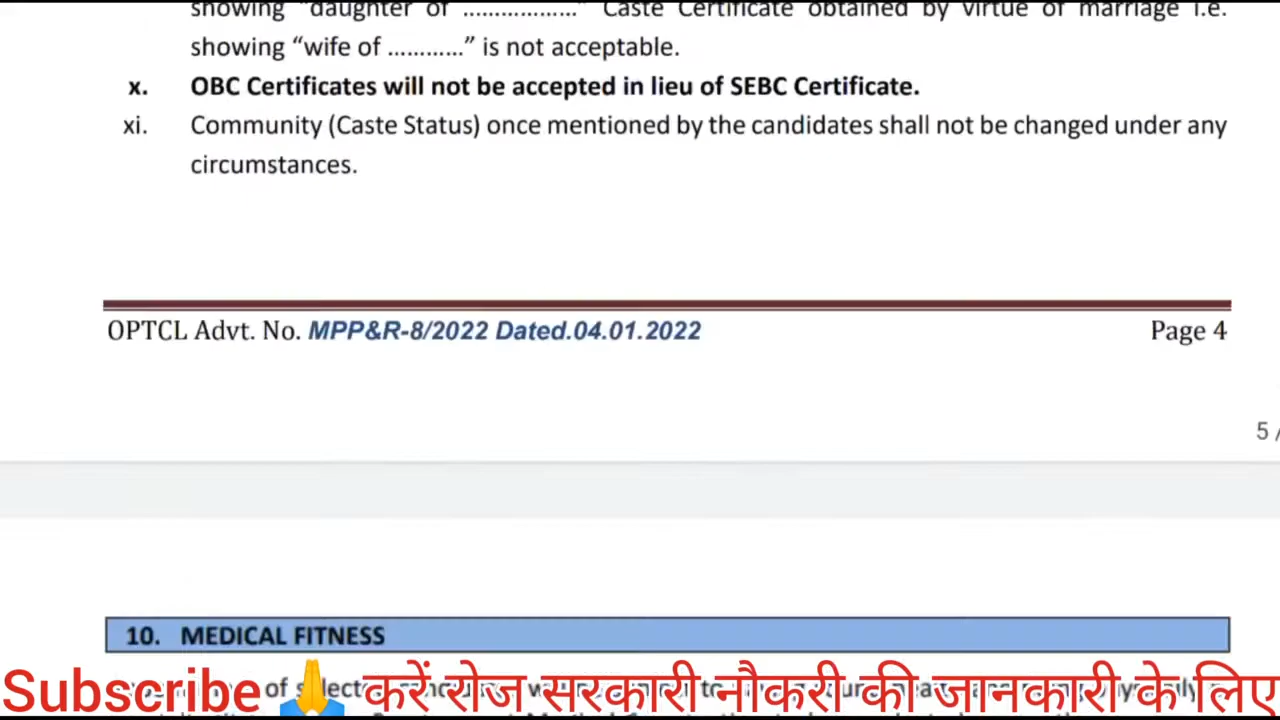 showing “daughter of ………………” Caste Certificate obtained by virtue of marriage i.e.
showing “wife of …………” is not acceptable.
x. OBC Certificates will not be accepted in lieu of SEBC Certificate.
xi. Community (Caste Status) once mentioned by the candidates shall not be changed under any
circumstances.
OPTCL Advt. No. MPP&R-8/2022 Dated.04.01.2022 Page 4
5 /
10. MEDICAL FITNESS
Subscribe 🙏 करें रोज सरकारी नौकरी की जानकारी के लिए